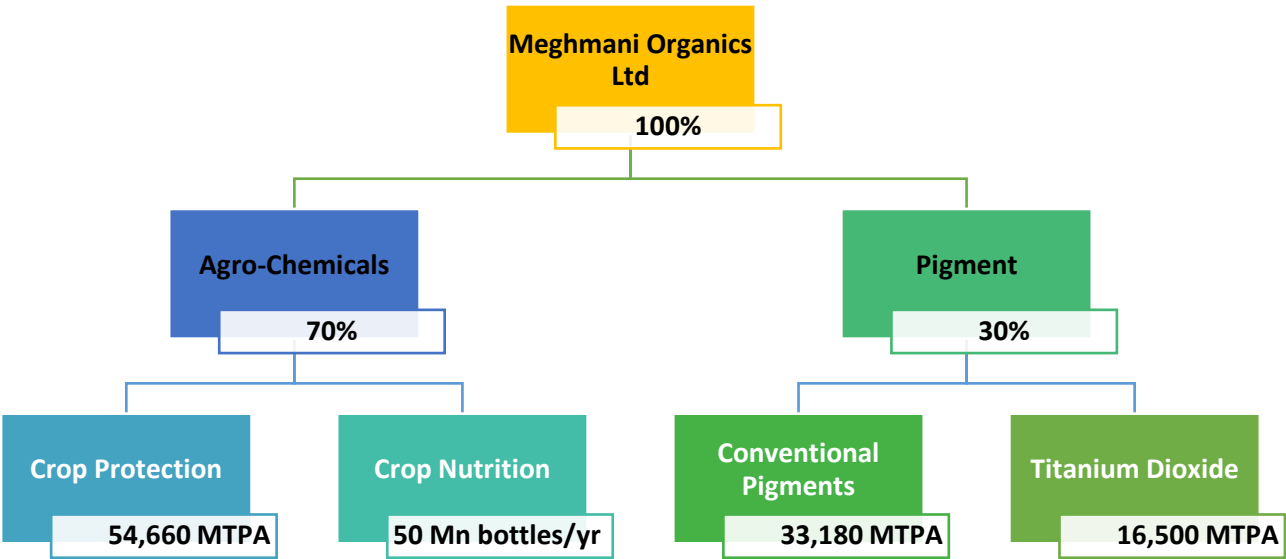 Meghmani Organics
Ltd
100%
Agro-Chemicals
70%
Pigment
30%
Crop Protection
54,660 MTPA
Crop Nutrition
50 Mn bottles/yr
Conventional
Pigments
33,180 MTPA
Titanium Dioxide
16,500 MTPA